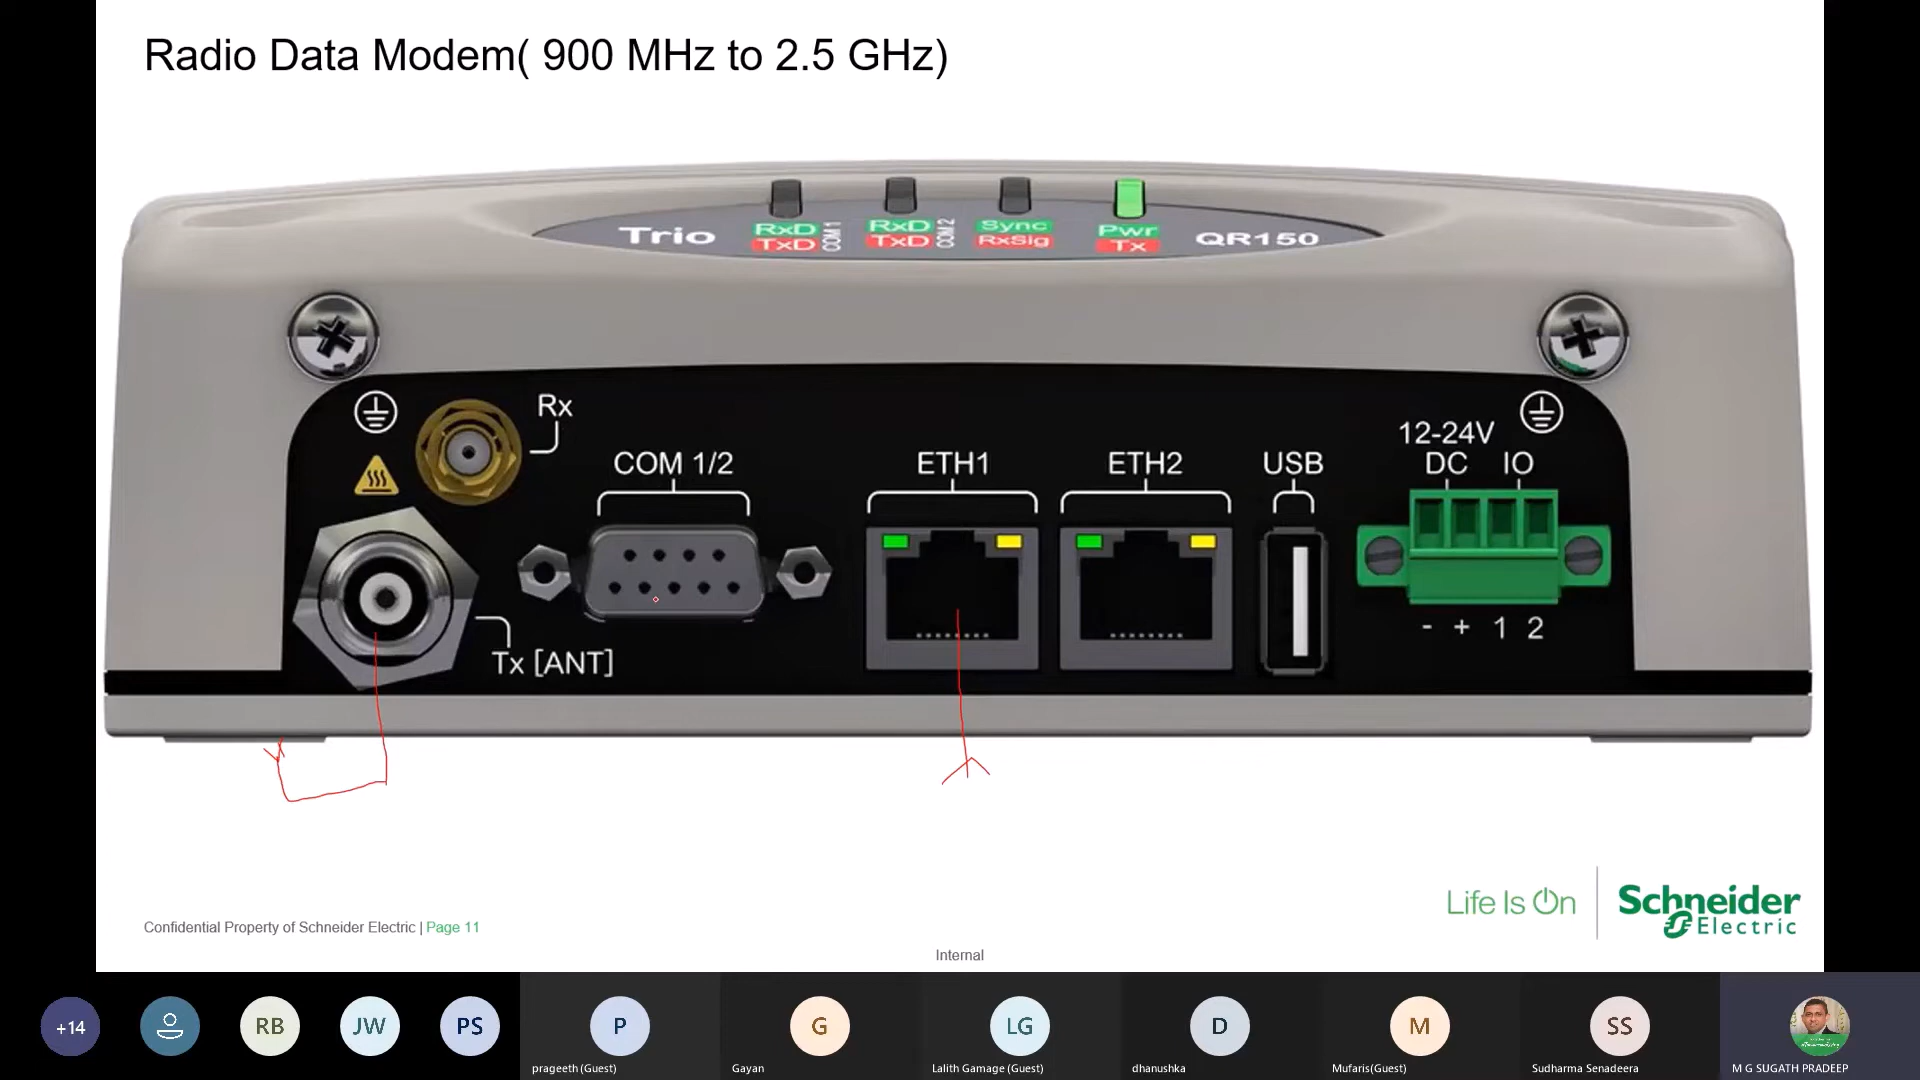 Radio Data Modem( 900 MHz to 2.5 GHz)
Trio
RxD
TxD
COM 1
RxD
TxD
COM 2
Sync
RxSig
Pwr
Tx
QR150
Rx
COM 1/2
ETH1
ETH2
USB
12-24V
DC IO
Tx [ANT]
- + 1 2
Life Is On
Schneider
Electric
Confidential Property of Schneider Electric | Page 11
Internal
+14
RB
JW
PS
P
G
LG
D
M
SS
prageeth (Guest)
Gayan
Lalith Gamage (Guest)
dhanushka
Mufaris(Guest)
Sudharma Senadeera
M G SUGATH PRADEEP